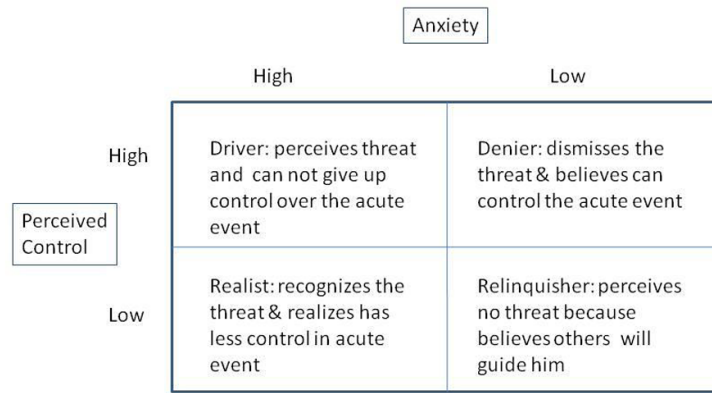 Anxiety
High
Low
High
Driver: perceives threat
and can not give up
control over the acute
event
Denier: dismisses the
threat & believes can
control the acute event
Perceived
Control
Low
Realist: recognizes the
threat & realizes has
less control in acute
event
Relinquisher: perceives
no threat because
believes others will
guide him